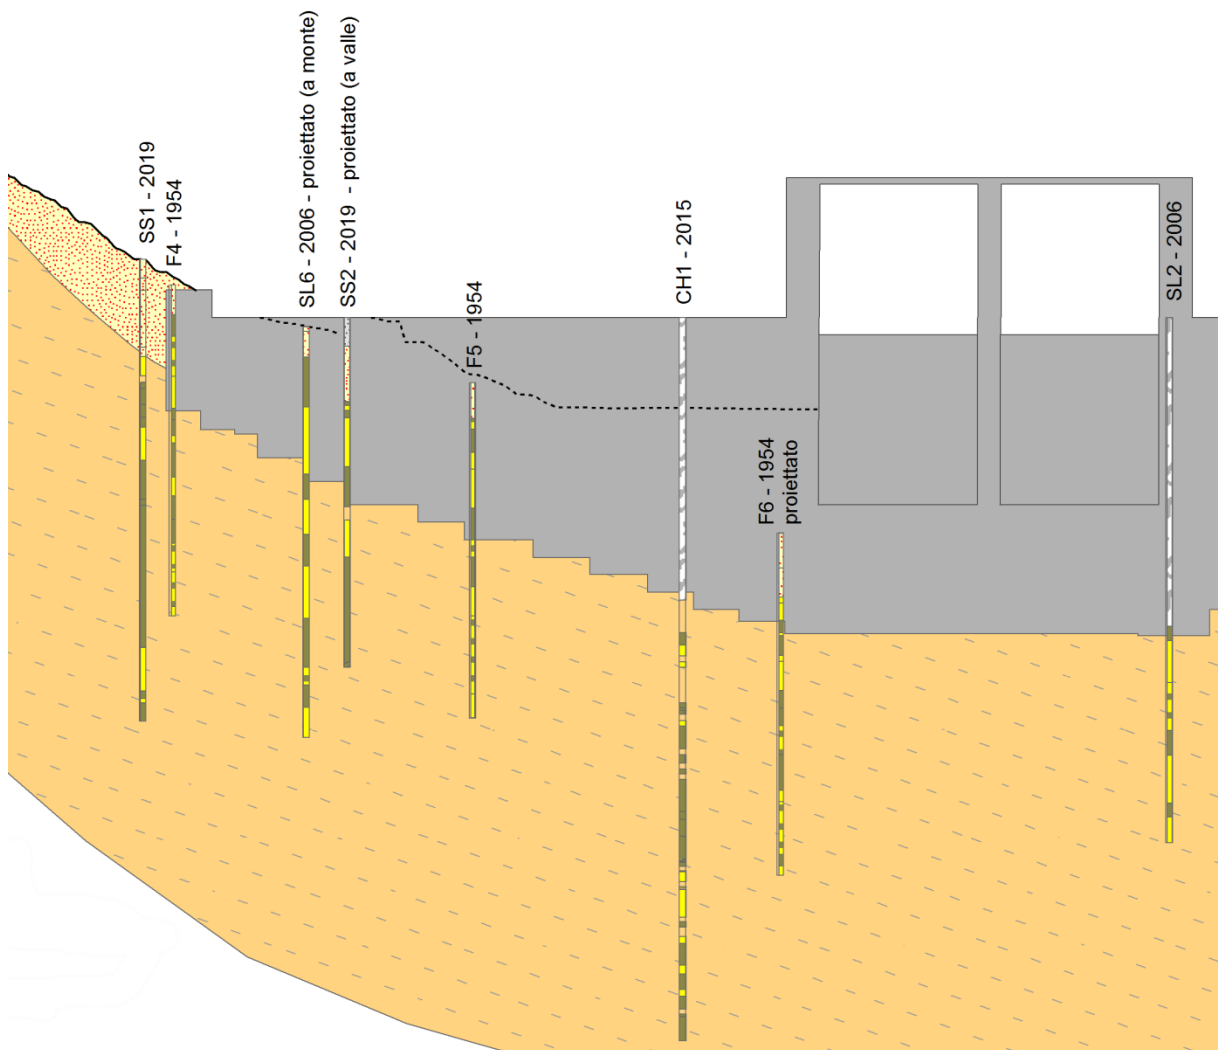 SS1 - 2019
F4 - 1954
SL6 - 2006 - proiettato (a monte)
SS2 - 2019 - proiettato (a valle)
F5 - 1954
CH1 - 2015
F6 - 1954
proiettato
SL2 - 2006